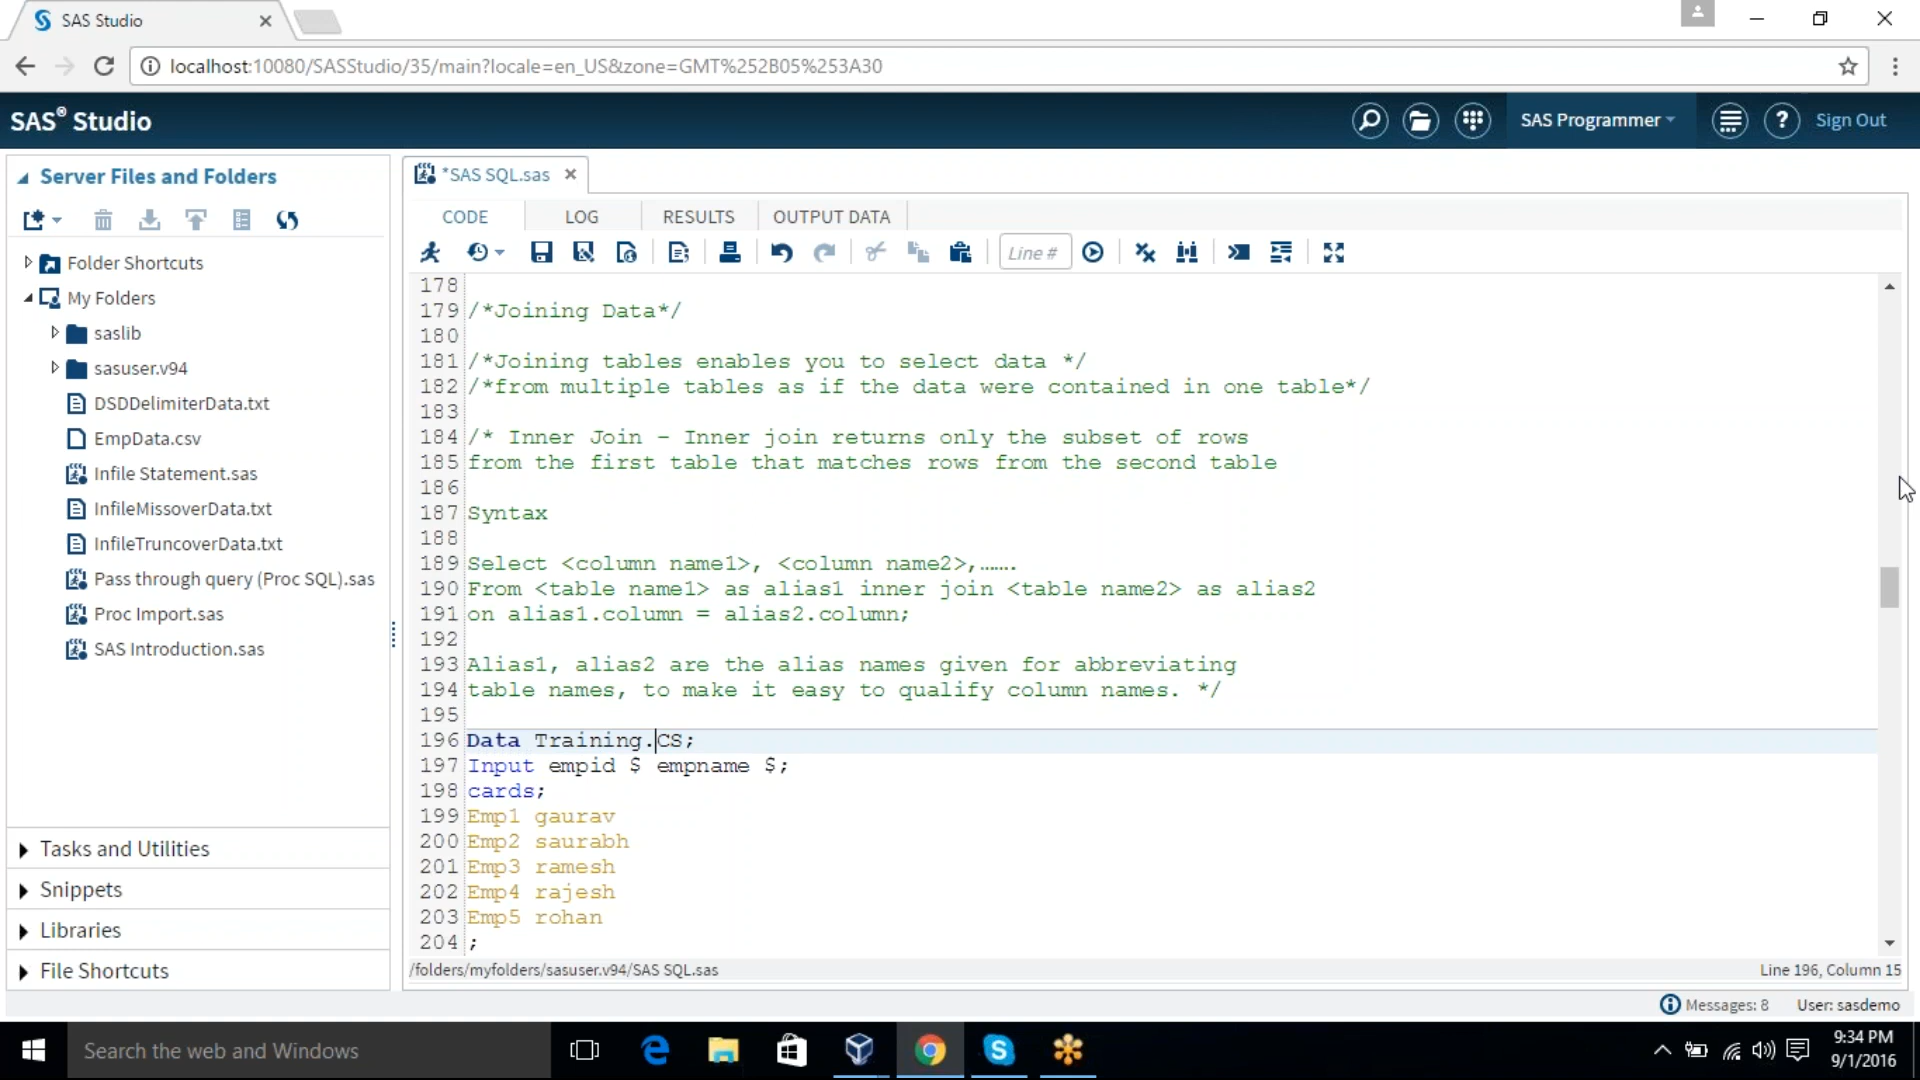 SAS Studio
localhost:10080/SASStudio/35/main?locale=en_US&zone=GMT%252B05%253A30
SAS® Studio
SAS Programmer
?
Sign Out
Server Files and Folders
Folder Shortcuts
My Folders
saslib
sasuser.v94
DSDDelimiterData.txt
EmpData.csv
Infile Statement.sas
InfileMissoverData.txt
InfileTruncoverData.txt
Pass through query (Proc SQL).sas
Proc Import.sas
SAS Introduction.sas
Tasks and Utilities
Snippets
Libraries
File Shortcuts
*SAS SQL.sas
CODE LOG RESULTS OUTPUT DATA
Line #
178
179 /*Joining Data*/
180
181 /*Joining tables enables you to select data */
182 /*from multiple tables as if the data were contained in one table*/
183
184 /* Inner Join - Inner join returns only the subset of rows
185 from the first table that matches rows from the second table
186
187 Syntax
188
189 Select <column name1>, <column name2>,……
190 From <table name1> as alias1 inner join <table name2> as alias2
191 on alias1.column = alias2.column;
192
193 Alias1, alias2 are the alias names given for abbreviating
194 table names, to make it easy to qualify column names. */
195
196 Data Training.CS;
197 Input empid $ empname $;
198 cards;
199 Emp1 gaurav
200 Emp2 saurabh
201 Emp3 ramesh
202 Emp4 rajesh
203 Emp5 rohan
204 ;
/folders/myfolders/sasuser.v94/SAS SQL.sas
Line 196, Column 15
Messages: 8 User: sasdemo
Search the web and Windows
9:34 PM
9/1/2016